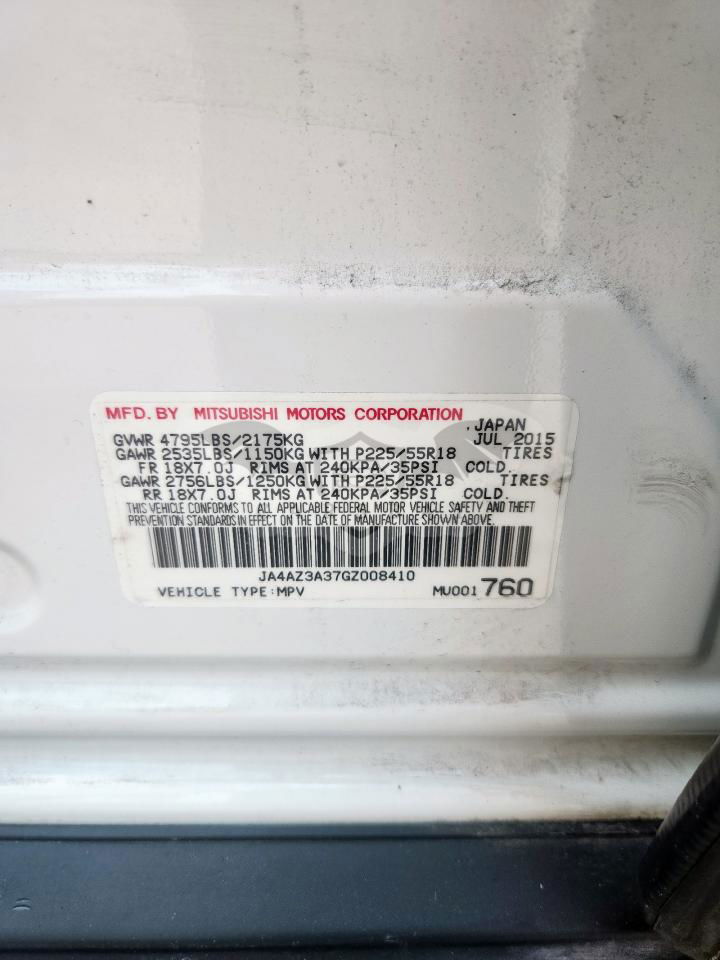 MFD. BY MITSUBISHI MOTORS CORPORATION
JAPAN
GVWR 4795LBS/2175KG JUL 2015
GAWR 2535LBS/1150KG WITH P225/55R18 TIRES
FR 18X7.0J RIMS AT 240KPA/35PSI COLD.
GAWR 2756LBS/1250KG WITH P225/55R18 TIRES
RR 18X7.0J RIMS AT 240KPA/35PSI COLD.
THIS VEHICLE CONFORMS TO ALL APPLICABLE FEDERAL MOTOR VEHICLE SAFETY AND THEFT
PREVENTION STANDARDS IN EFFECT ON THE DATE OF MANUFACTURE SHOWN ABOVE.
JA4AZ3A37GZ008410
VEHICLE TYPE:MPV MU001760